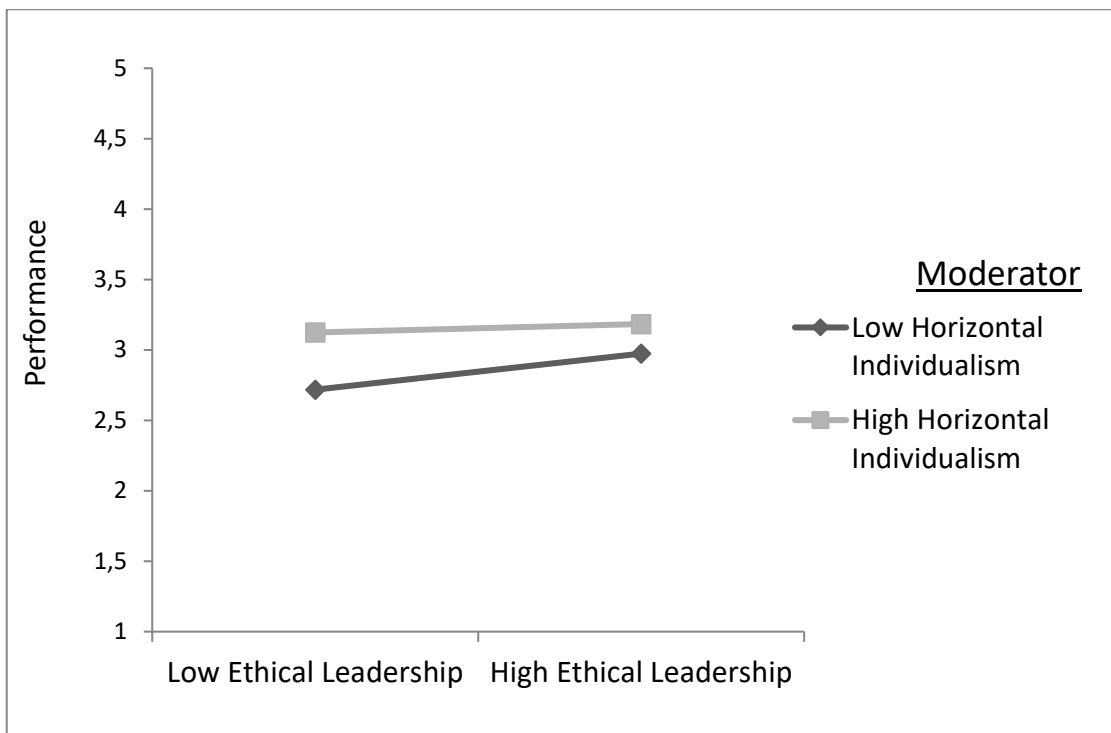 5
4,5
4
3,5
3
2,5
2
1,5
1
Performance
Low Ethical Leadership
High Ethical Leadership
Moderator
Low Horizontal
Individualism
High Horizontal
Individualism